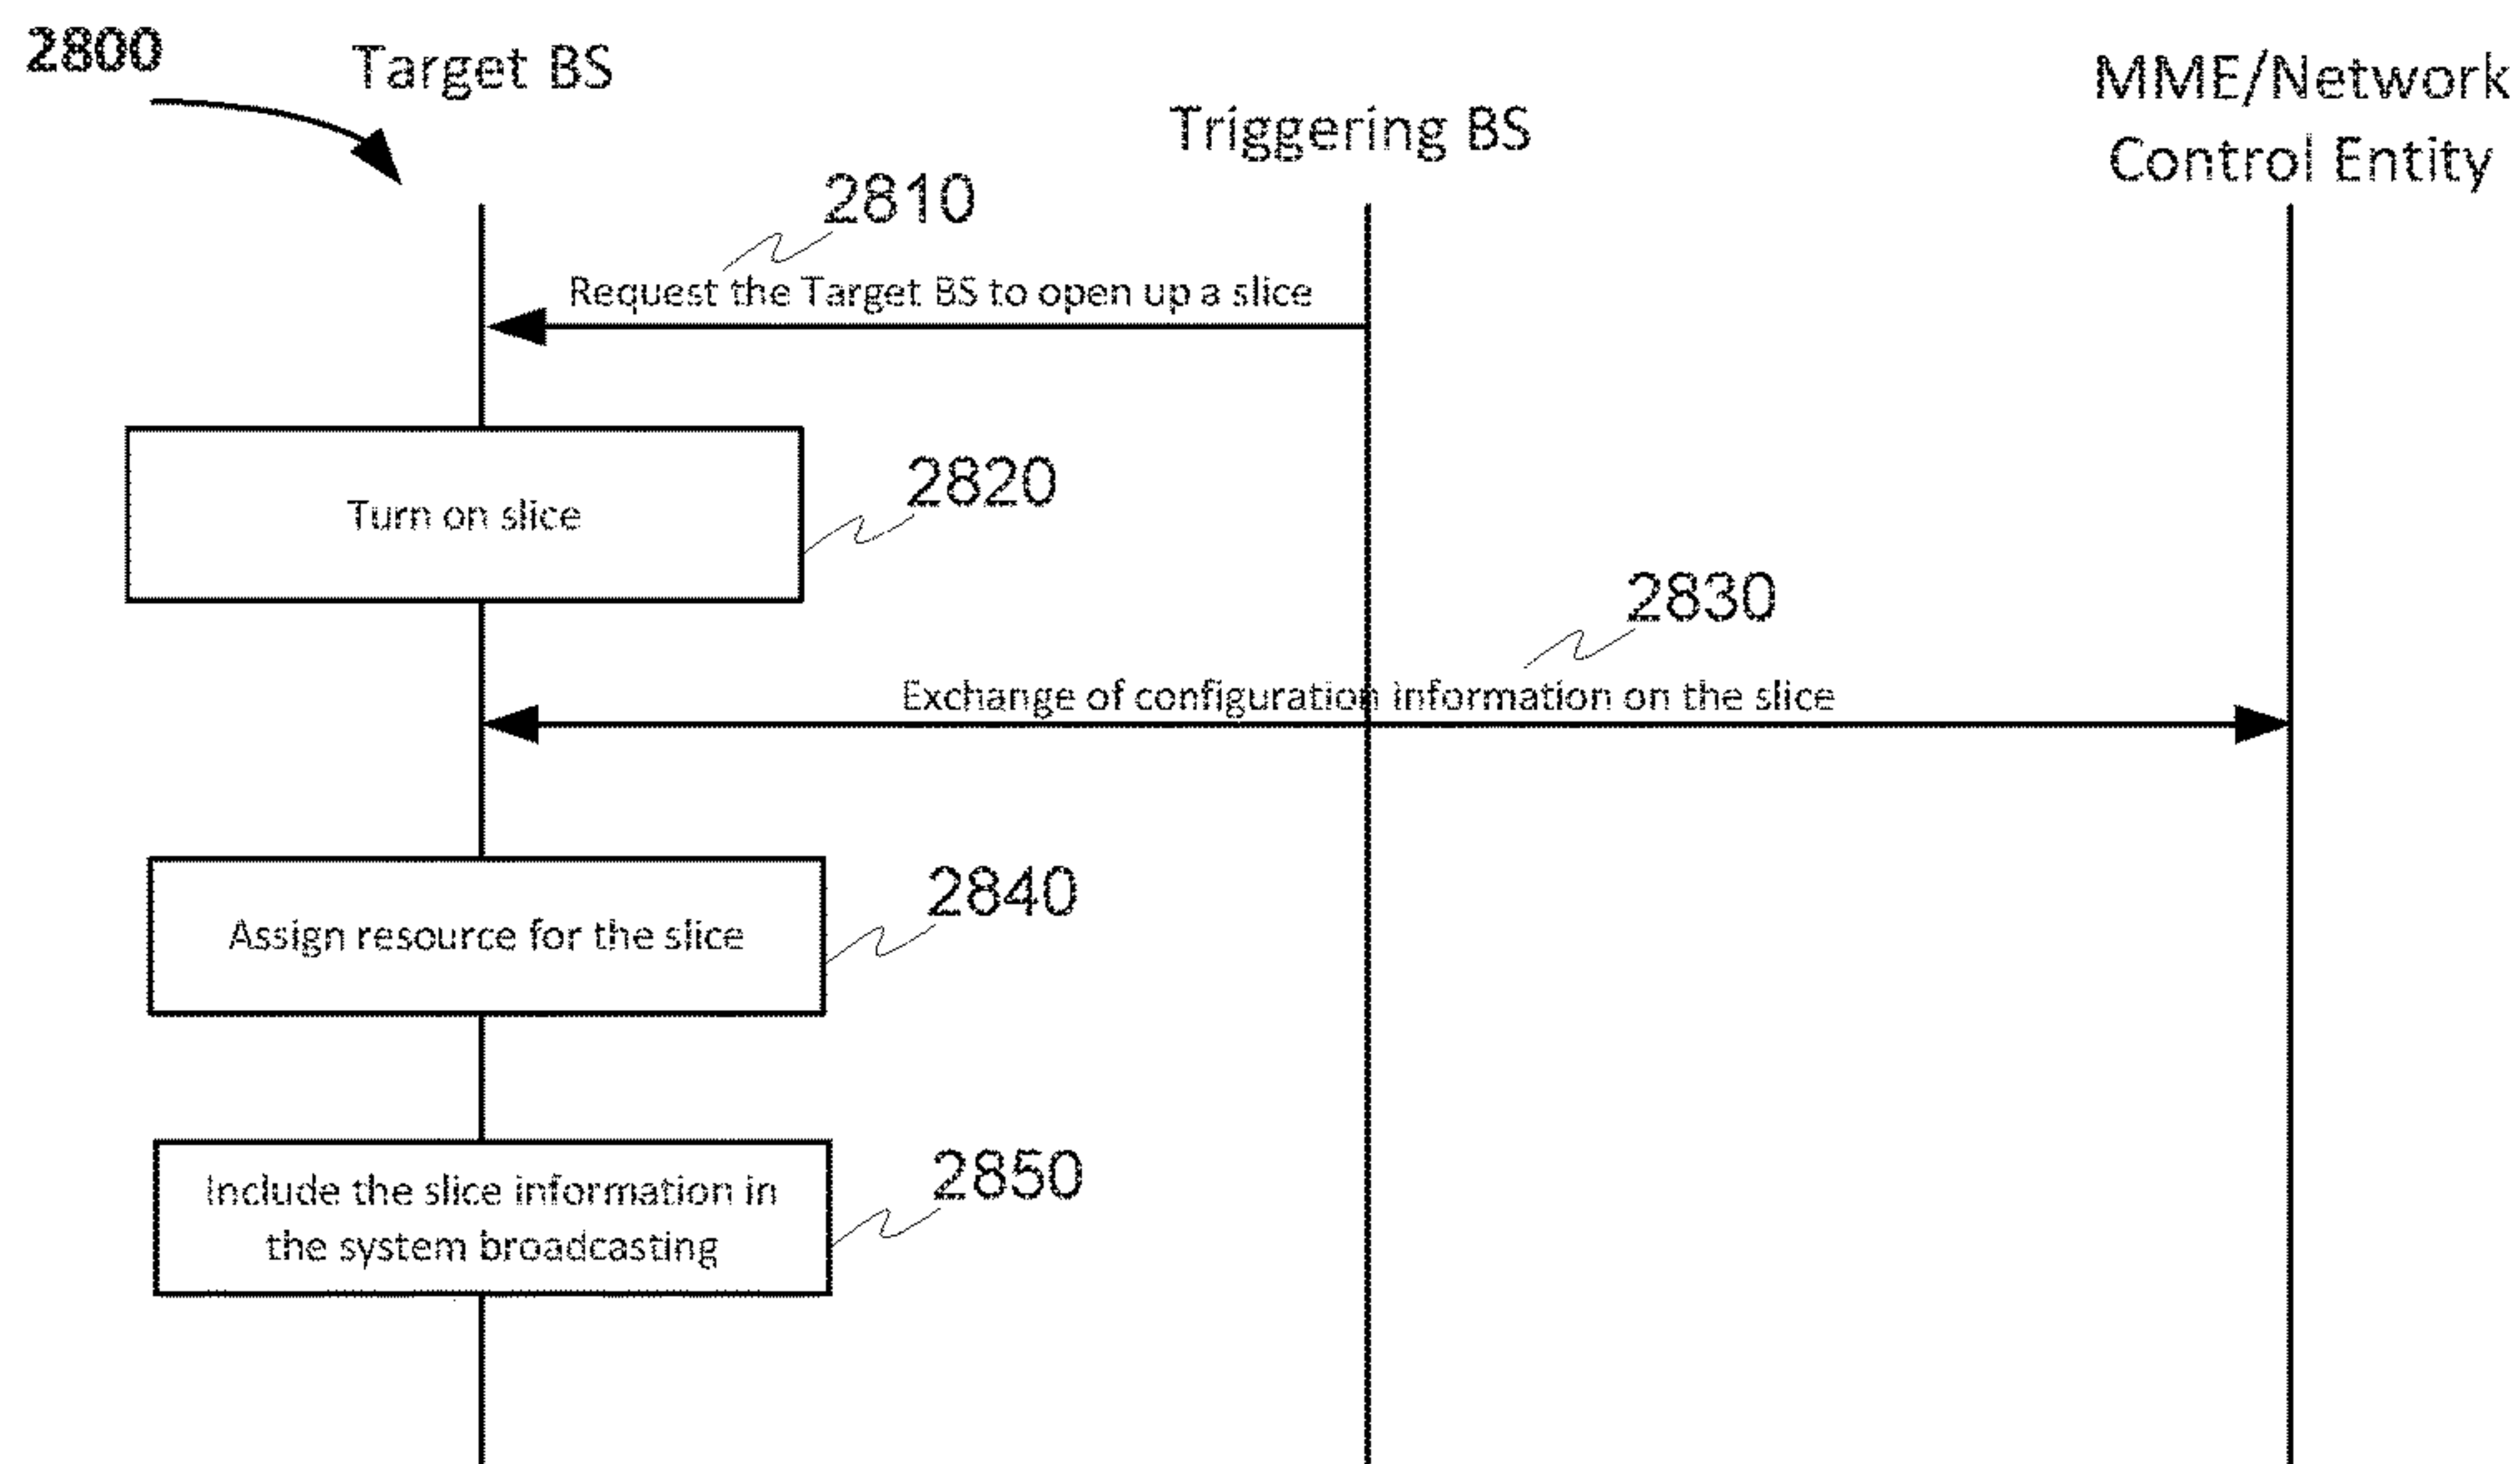 2800
Target BS
Triggering BS
MME/Network
Control Entity
2810
Request the Target BS to open up a slice
2820
Turn on slice
2830
Exchange of configuration information on the slice
2840
Assign resource for the slice
2850
Include the slice information in
the system broadcasting